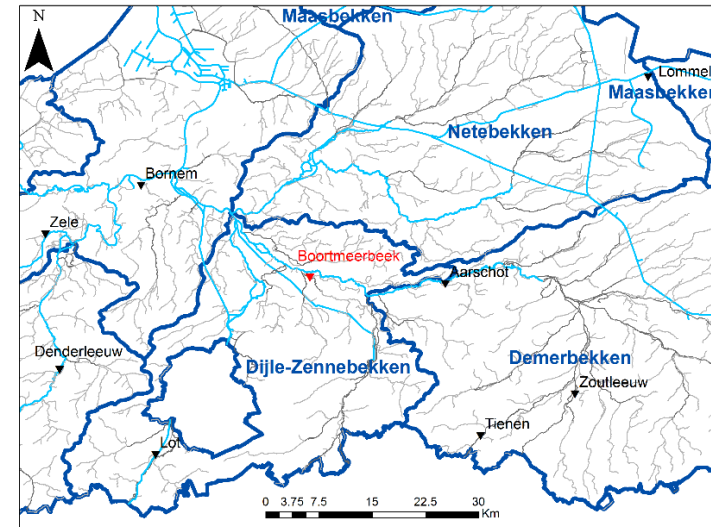 N
Maasbekken
Lommel
Maasbekken
Netebekken
Bornem
Zele
Boortmeerbeek
Aarschot
Denderleeuw
Dijle-Zennebekken
Demerbekken
Zoutleeuw
Tienen
Lot
0 3.75 7.5 15 22.5 30
Km